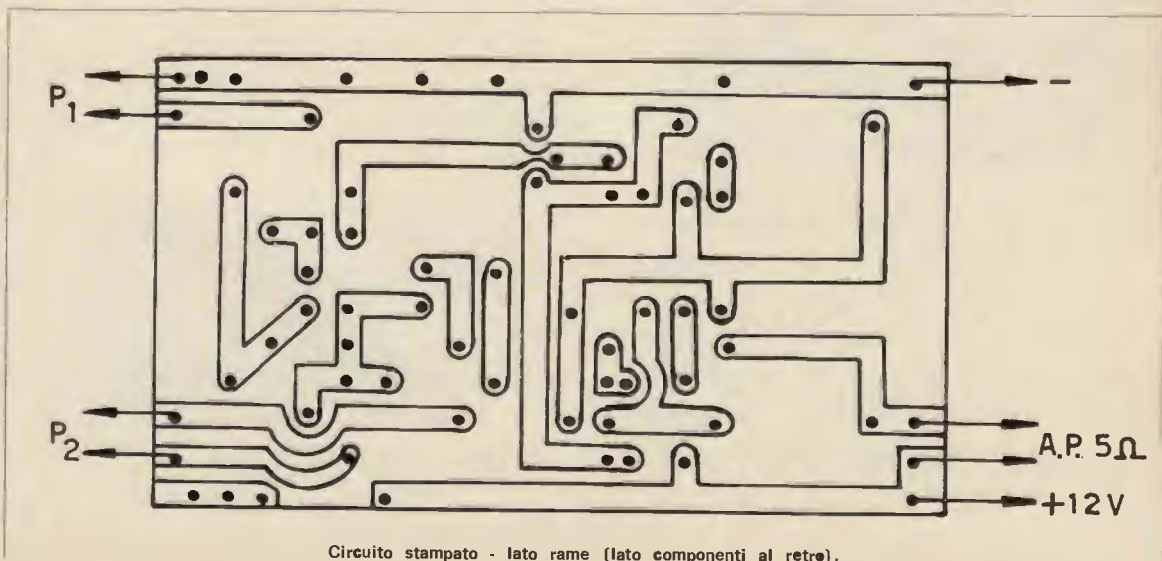 P1
-
P2
A.P. 5Ω
+12V
Circuito stampato - lato rame (lato componenti al retro).